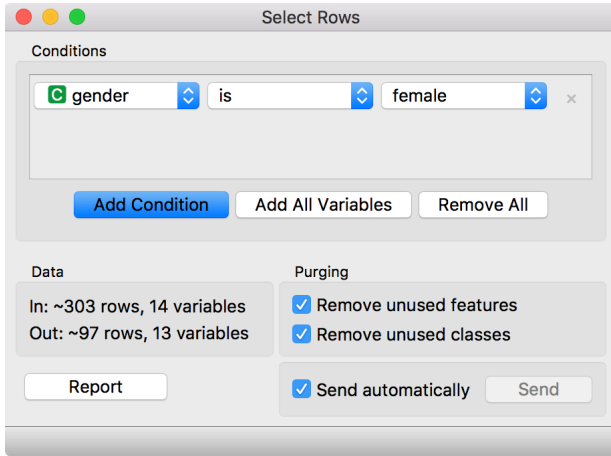 Select Rows
Conditions
C gender is female ×
Add Condition Add All Variables Remove All
Data Purging
In: ~303 rows, 14 variables
Out: ~97 rows, 13 variables
Remove unused features
Remove unused classes
Report Send automatically Send